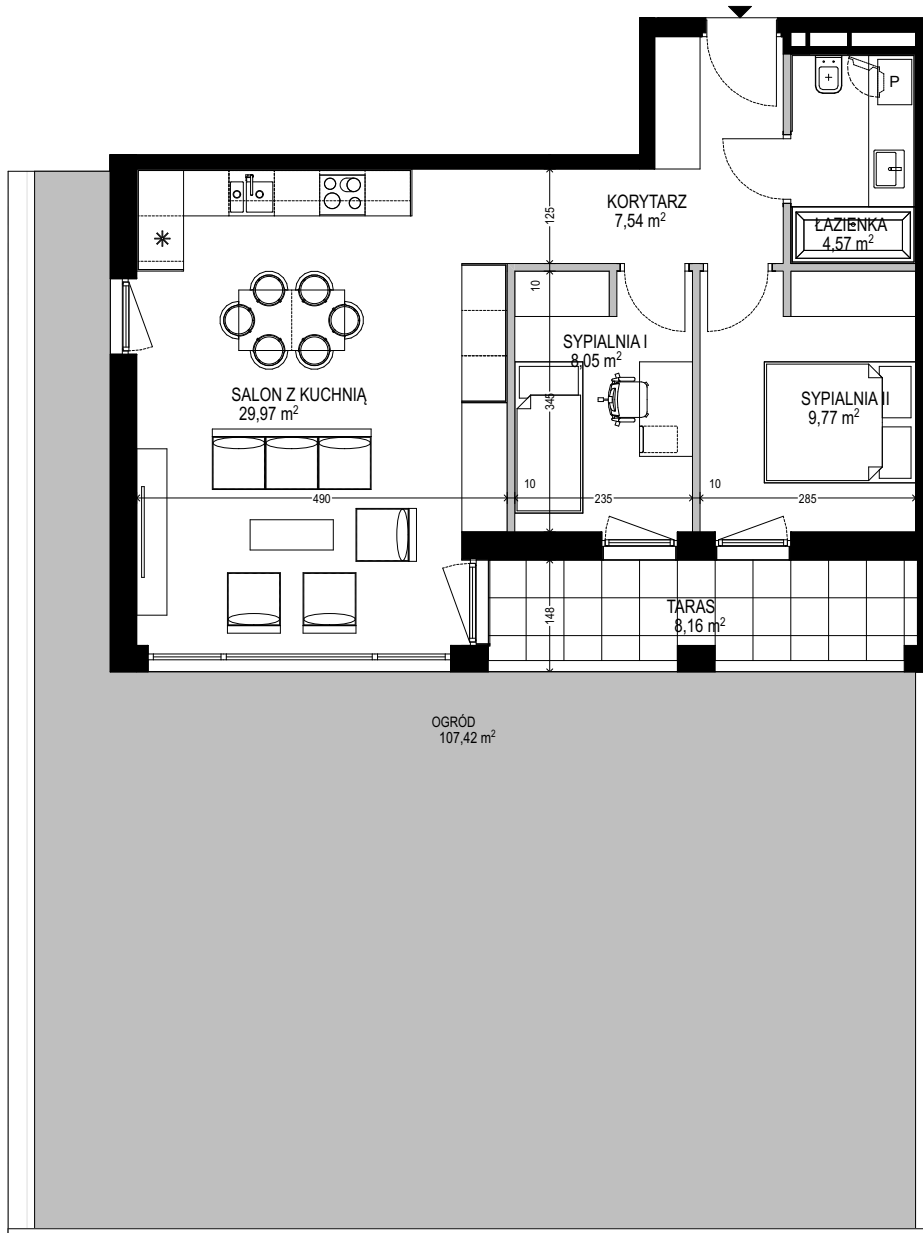 P
KORYTARZ
7,54 m²
ŁAZIENKA
4,57 m²
125
10
SYPIALNIA I
8,05 m²
345
SALON Z KUCHNIĄ
29,97 m²
SYPIALNIA II
9,77 m²
10
10
490
235
285
TARAS
8,16 m²
148
OGRÓD
107,42 m²